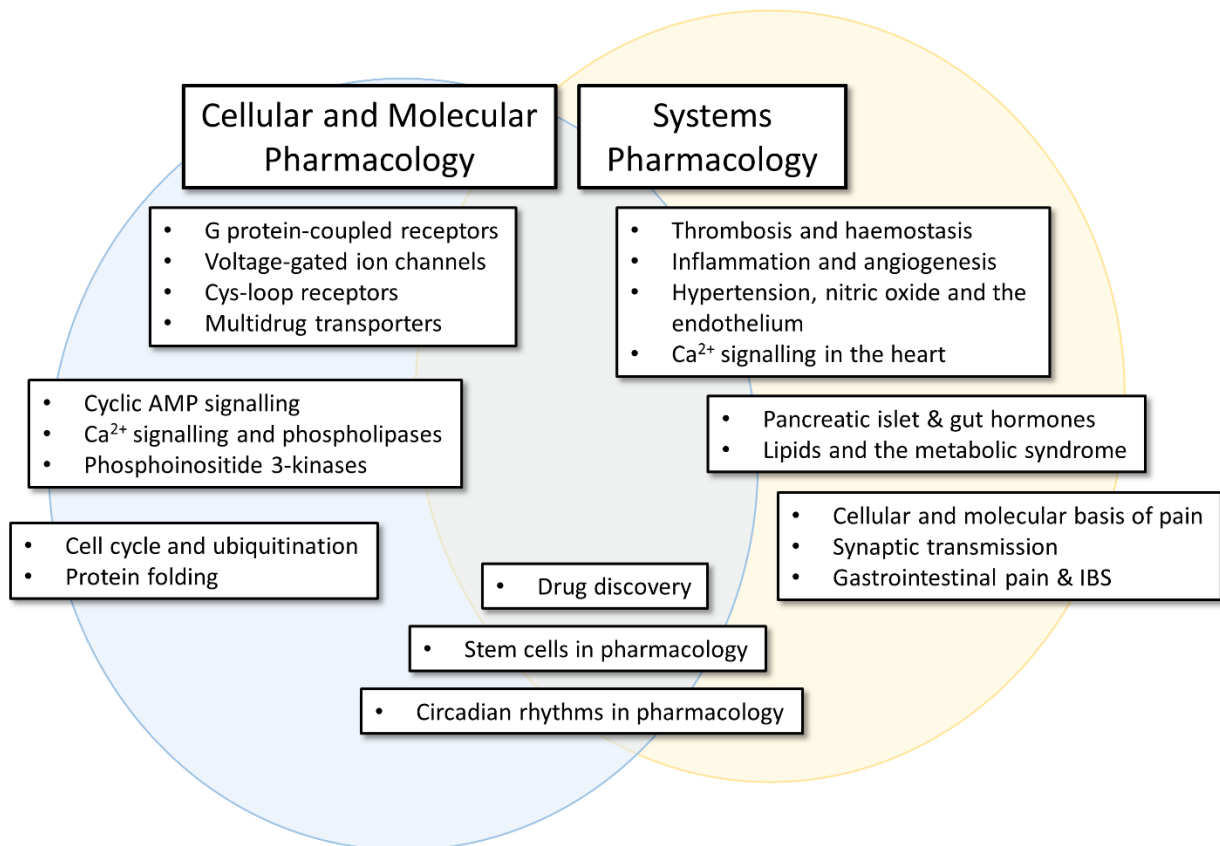 Cellular and Molecular
Pharmacology
Systems
Pharmacology
• G protein-coupled receptors
• Voltage-gated ion channels
• Cys-loop receptors
• Multidrug transporters
• Thrombosis and haemostasis
• Inflammation and angiogenesis
• Hypertension, nitric oxide and the
endothelium
• Ca²⁺ signalling in the heart
• Cyclic AMP signalling
• Ca²⁺ signalling and phospholipases
• Phosphoinositide 3-kinases
• Pancreatic islet & gut hormones
• Lipids and the metabolic syndrome
• Cell cycle and ubiquitination
• Protein folding
• Cellular and molecular basis of pain
• Synaptic transmission
• Gastrointestinal pain & IBS
• Drug discovery
• Stem cells in pharmacology
• Circadian rhythms in pharmacology